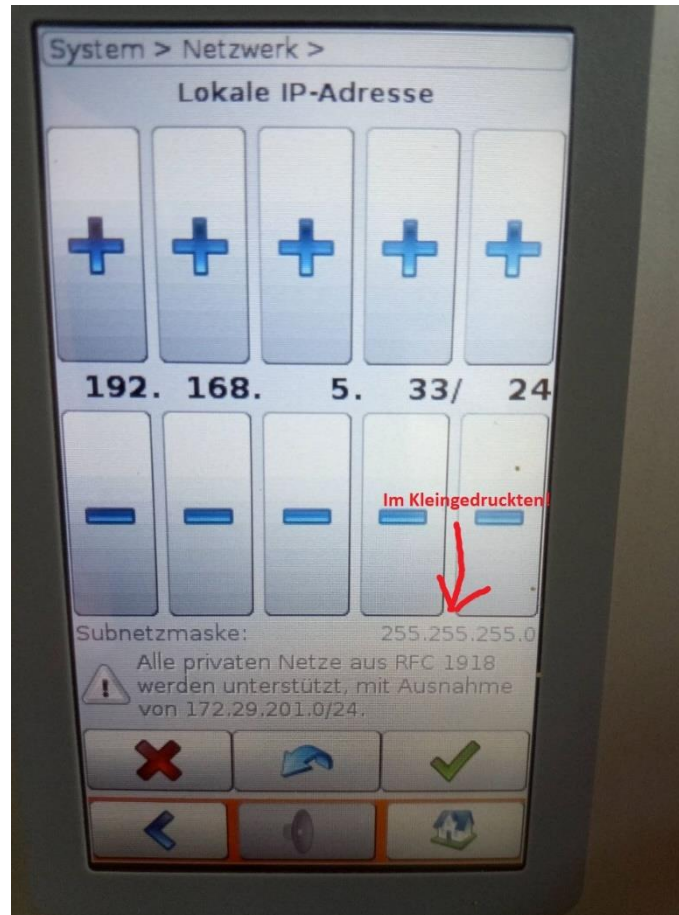 System > Netzwerk >
Lokale IP-Adresse
192. 168. 5. 33/ 24
Im Kleingedruckten!
Subnetzmaske: 255.255.255.0
Alle privaten Netze aus RFC 1918
werden unterstützt, mit Ausnahme
von 172.29.201.0/24.